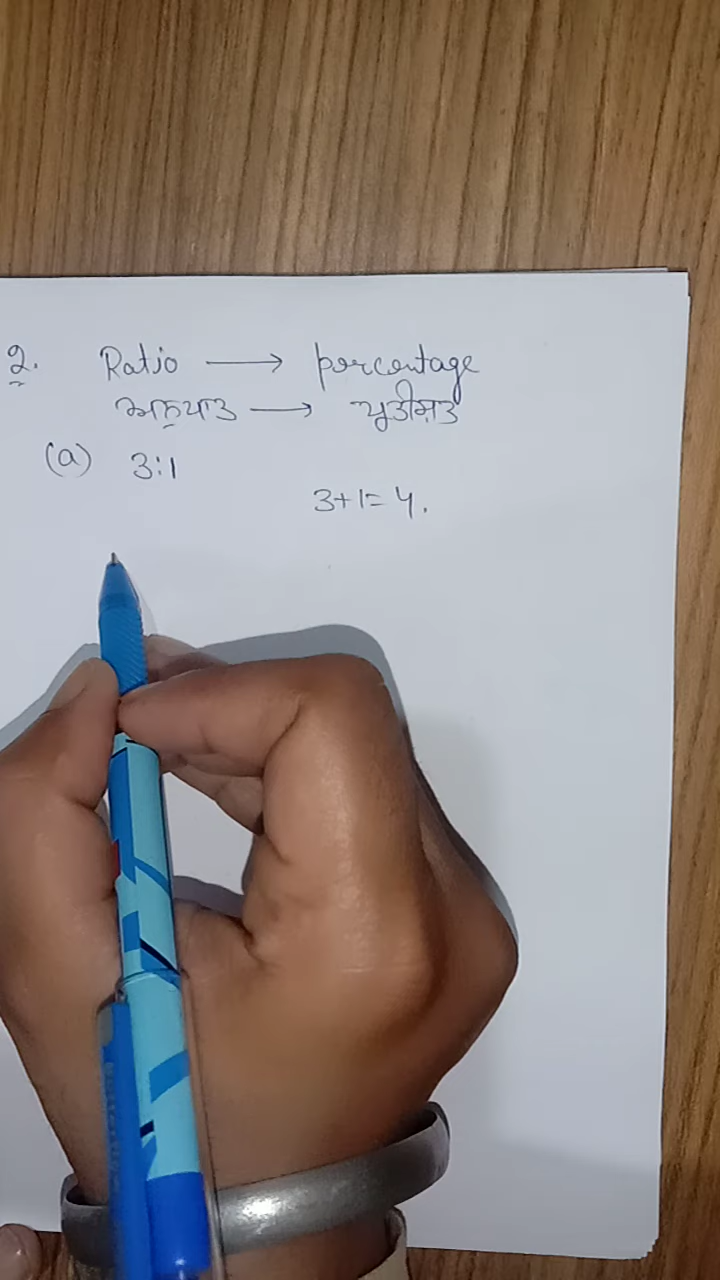 2. Ratio → percentage
ਅਨੁਪਾਤ → ਪ੍ਰਤੀਸ਼ਤ
(a) 3:1
3+1=4.